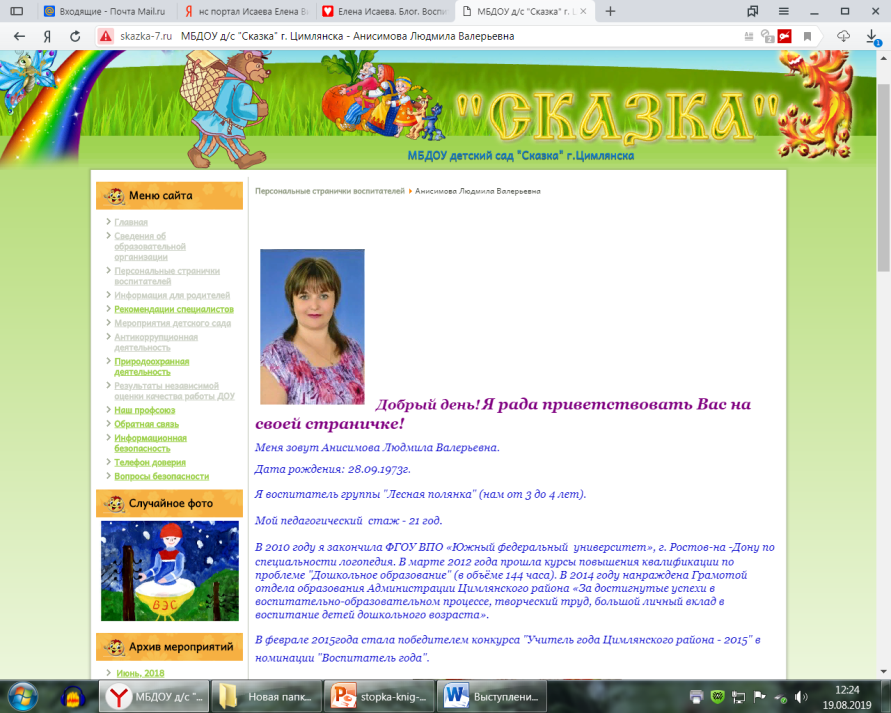 Входящие - Почта Mail.ru
нс портал Исаева Елена В
Елена Исаева. Блог. Воспи
МБДОУ д/с "Сказка" г. L
skazka-7.ru МБДОУ д/с "Сказка" г. Цимлянска - Анисимова Людмила Валерьевна
"СКАЗКА"
МБДОУ детский сад "Сказка" г.Цимлянска
Меню сайта
Главная
Сведения об
образовательной
организации
Персональные странички
воспитателей
Информация для родителей
Рекомендации специалистов
Мероприятия детского сада
Антикоррупционная
деятельность
Природоохранная
деятельность
Результаты независимой
оценки качества работы ДОУ
Наш профсоюз
Обратная связь
Информационная
безопасность
Телефон доверия
Вопросы безопасности
Случайное фото
ВЭС
Архив мероприятий
Июнь, 2018
Персональные странички воспитателей Анисимова Людмила Валерьевна
Добрый день! Я рада приветствовать Вас на
своей страничке!
Меня зовут Анисимова Людмила Валерьевна.
Дата рождения: 28.09.1973г.
Я воспитатель группы "Лесная полянка" (нам от 3 до 4 лет).
Мой педагогический стаж - 21 год.
В 2010 году я закончила ФГОУ ВПО «Южный федеральный университет», г. Ростов-на -Дону по
специальности логопедия. В марте 2012 года прошла курсы повышения квалификации по
проблеме "Дошкольное образование" (в объёме 144 часа). В 2014 году нанраждена Грамотой
отдела образования Администрации Цимлянского района «За достигнутые успехи в
воспитательно-образовательном процессе, творческий труд, большой личный вклад в
воспитание детей дошкольного возраста».
В феврале 2015года стала победителем конкурса "Учитель года Цимлянского района - 2015" в
номинации "Воспитатель года".
МБДОУ д/с "...
Новая папк...
stopka-knig-...
Выступлени...
12:24
19.08.2019